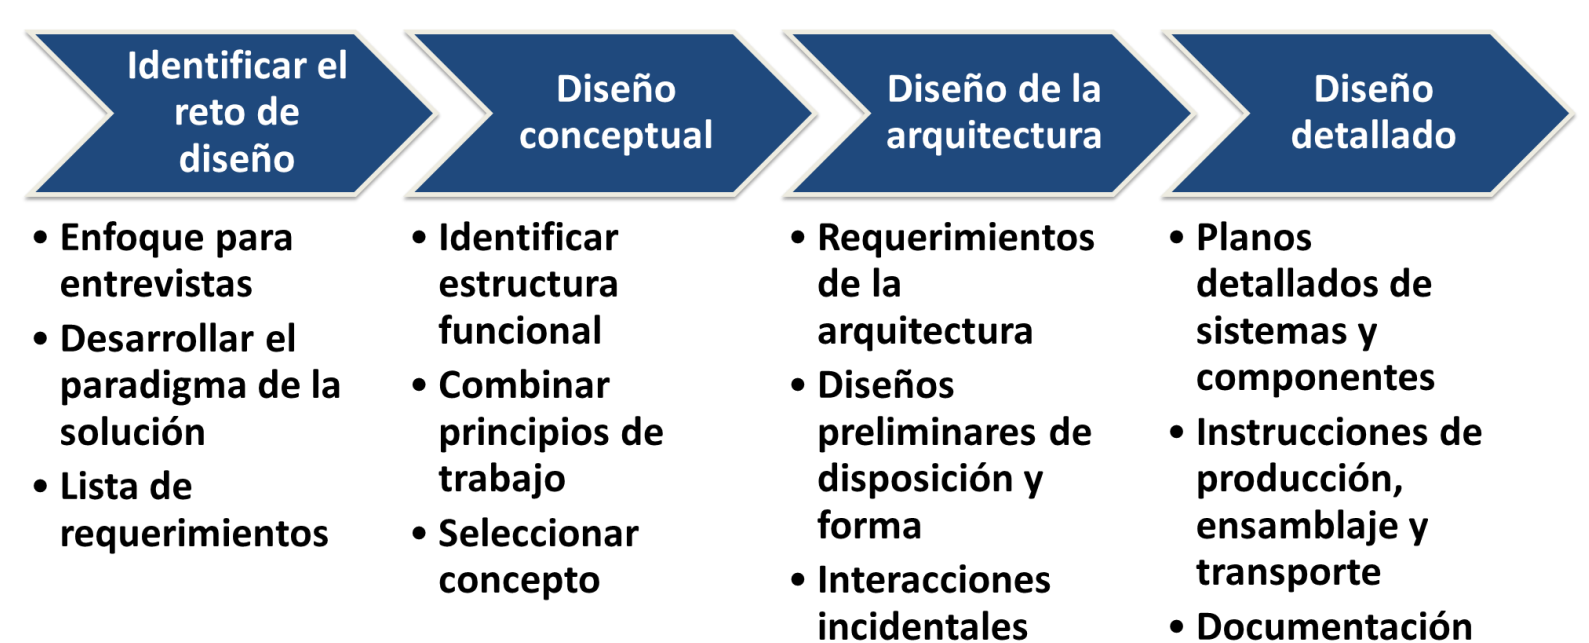 Identificar el
reto de
diseño
Diseño
conceptual
Diseño de la
arquitectura
Diseño
detallado
• Enfoque para
entrevistas
• Desarrollar el
paradigma de la
solución
• Lista de
requerimientos
• Identificar
estructura
funcional
• Combinar
principios de
trabajo
• Seleccionar
concepto
• Requerimientos
de la
arquitectura
• Diseños
preliminares de
disposición y
forma
• Interacciones
incidentales
• Planos
detallados de
sistemas y
componentes
• Instrucciones de
producción,
ensamblaje y
transporte
• Documentación